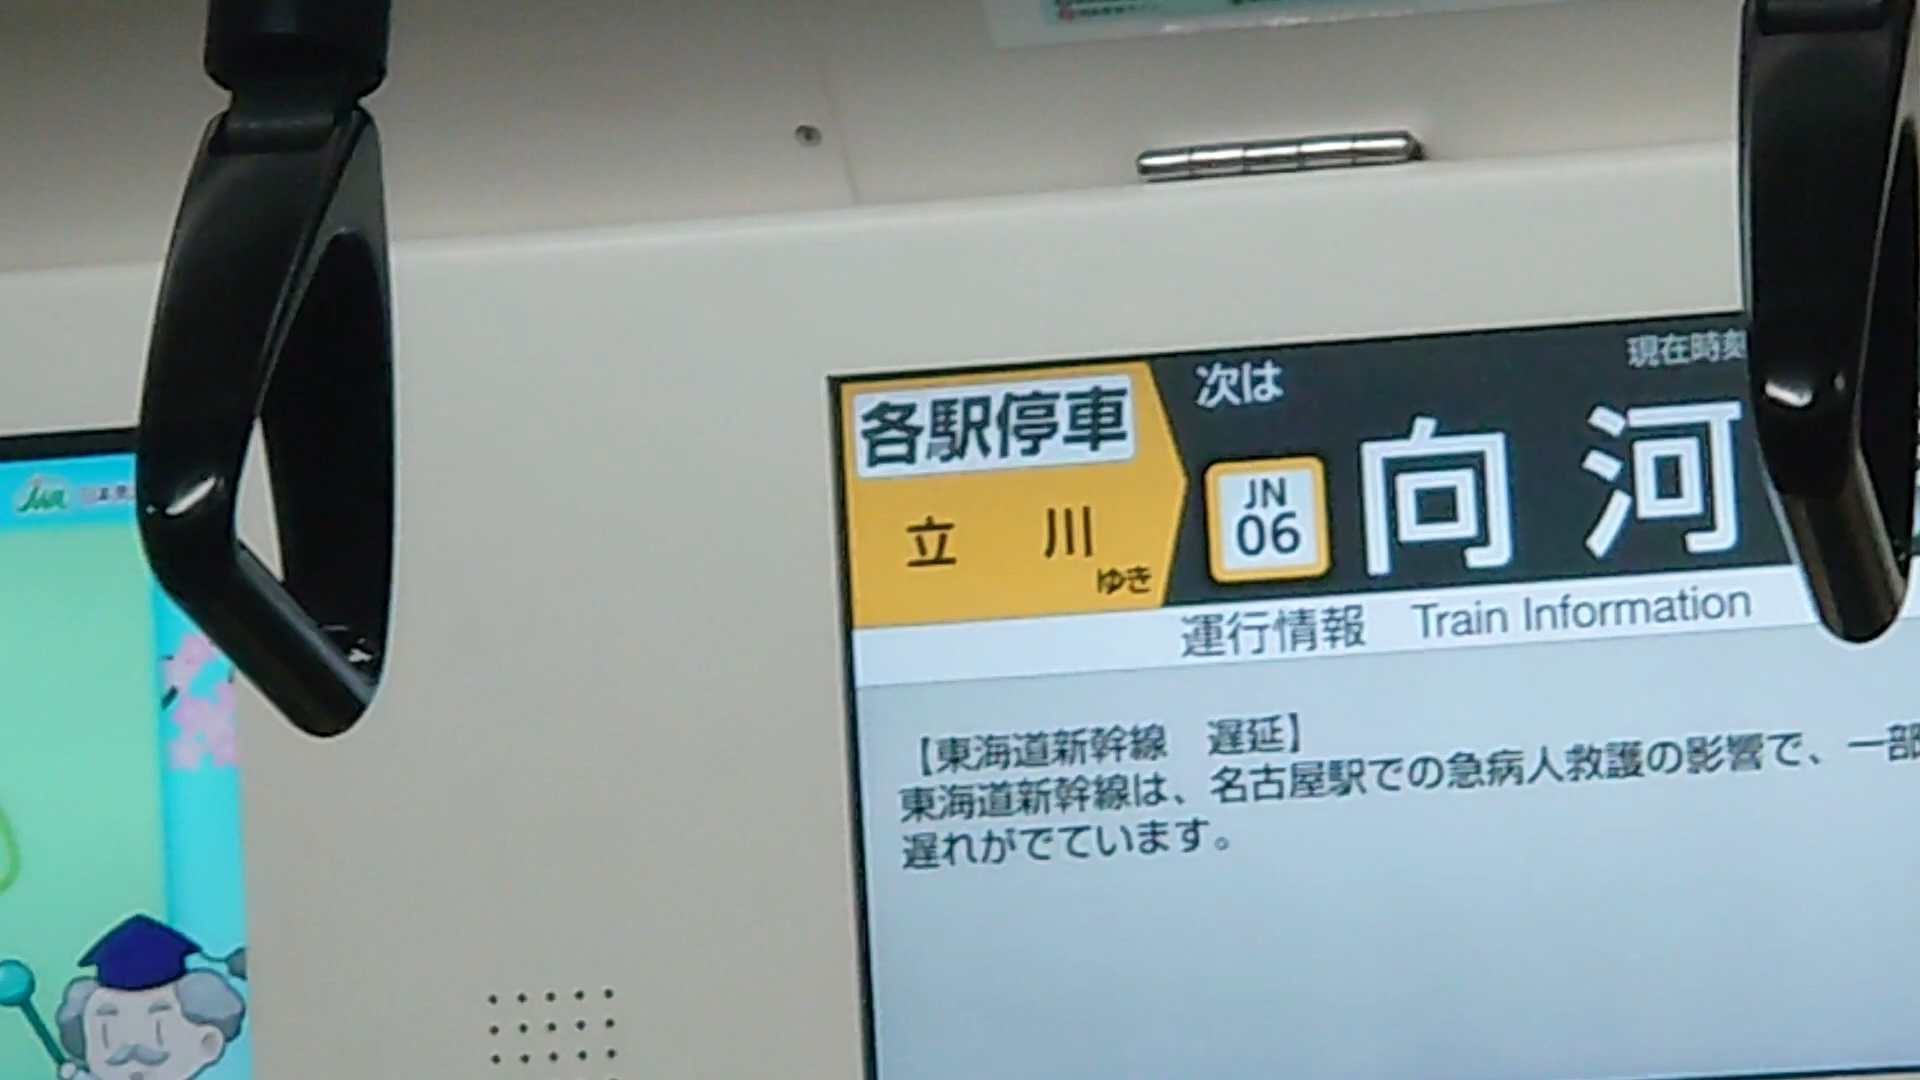 各駅停車
立川
ゆき
次は
現在時刻
JN
06
向河
運行情報 Train Information
【東海道新幹線 遅延】
東海道新幹線は、名古屋駅での急病人救護の影響で、一部
遅れがでています。